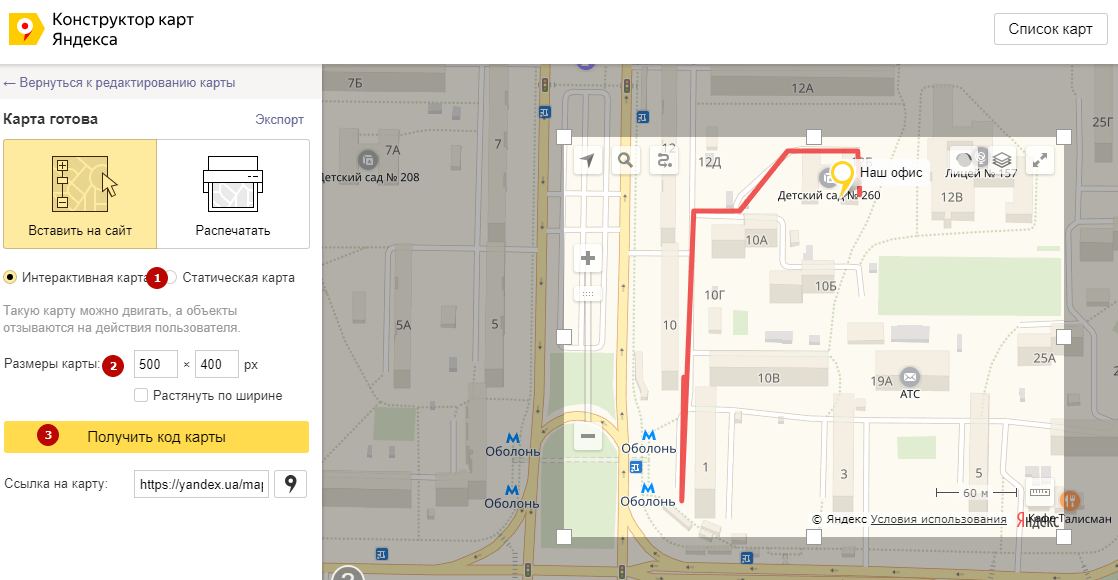 Конструктор карт
Яндекса
Список карт
← Вернуться к редактированию карты
Карта готова
Экспорт
Вставить на сайт
Распечатать
Интерактивная карта
1
Статическая карта
Такую карту можно двигать, а объекты
отзываются на действия пользователя.
Размеры карты:
2
500 × 400 px
Растянуть по ширине
3
Получить код карты
Ссылка на карту:
https://yandex.ua/map
7Б
12А
25Г
7А
7
12
12Д
Детский сад № 208
Наш офис
Лицей № 157
Детский сад № 260
12В
10А
10Г
10Б
5А
5
10
25А
10В
19А
АТС
Оболонь
Оболонь
1
3
5
Оболонь
Оболонь
60 м
© Яндекс Условия использования
Яндекс
Кафе Талисман